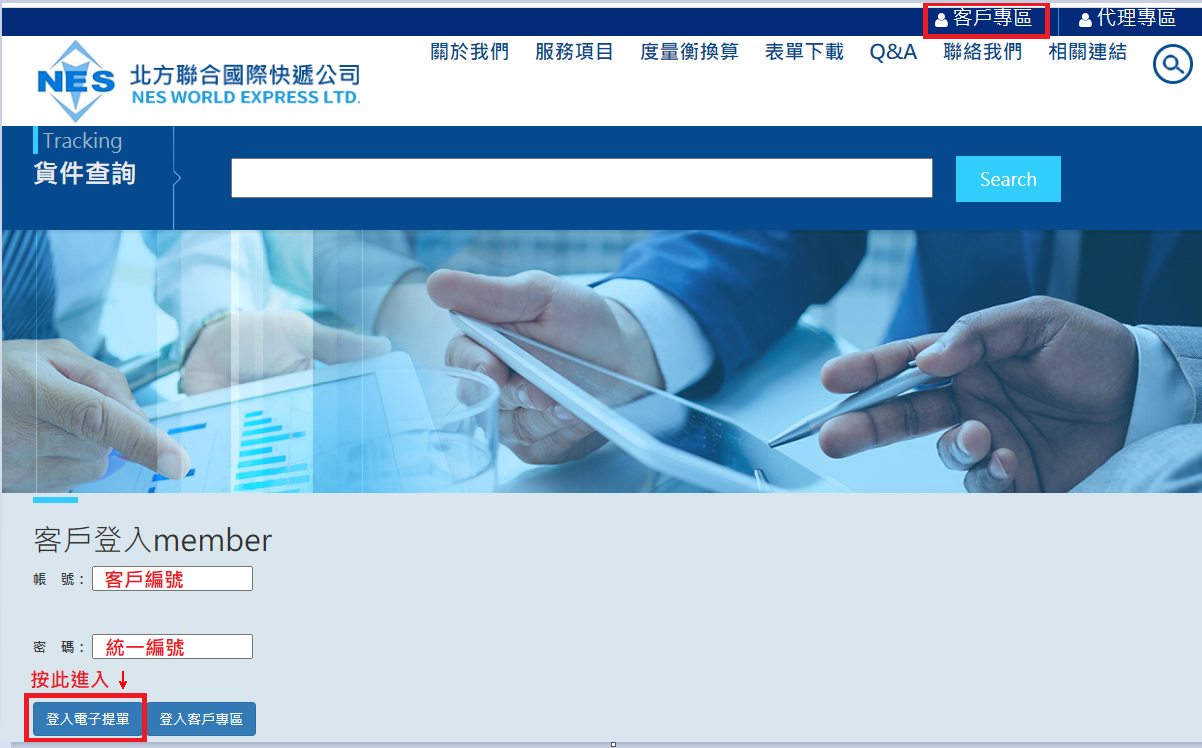 客戶專區 代理專區
關於我們 服務項目 度量衡換算 表單下載 Q&A 聯絡我們 相關連結
NES 北方聯合國際快遞公司
NES WORLD EXPRESS LTD.
Tracking
貨件查詢
Search
客戶登入member
帳 號： 客戶編號
密 碼： 統一編號
按此進入↓
登入電子提單 登入客戶專區